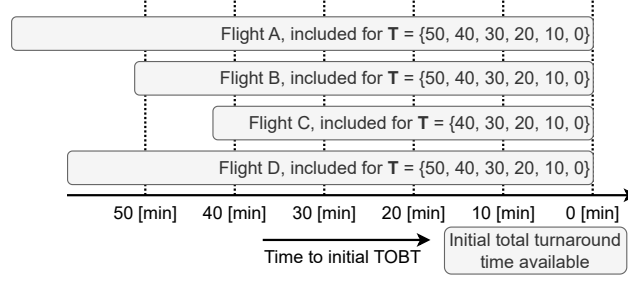 Flight A, included for T = {50, 40, 30, 20, 10, 0}
Flight B, included for T = {50, 40, 30, 20, 10, 0}
Flight C, included for T = {40, 30, 20, 10, 0}
Flight D, included for T = {50, 40, 30, 20, 10, 0}
50 [min] 40 [min] 30 [min] 20 [min] 10 [min] 0 [min]
Time to initial TOBT
Initial total turnaround
time available